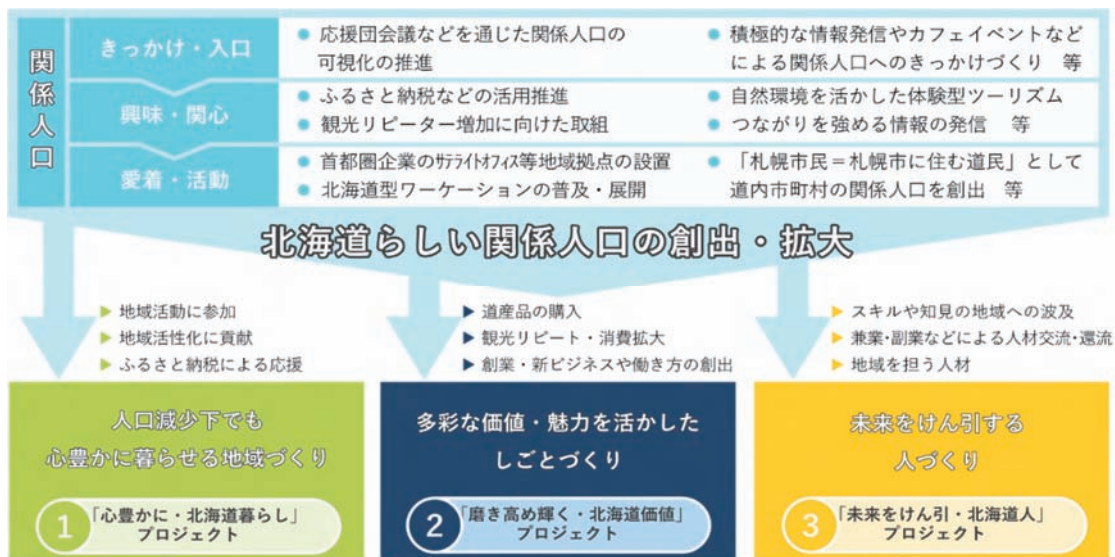 関係人口
きっかけ・入口
● 応援団会議などを通じた関係人口の
可視化の推進
● 積極的な情報発信やカフェイベントなど
による関係人口へのきっかけづくり　等
興味・関心
● ふるさと納税などの活用推進
● 観光リピーター増加に向けた取組
● 自然環境を活かした体験型ツーリズム
● つながりを強める情報の発信　等
愛着・活動
● 首都圏企業のｻﾃﾗｲﾄｵﾌｨｽ等地域拠点の設置
● 北海道型ワーケーションの普及・展開
● 「札幌市民＝札幌市に住む道民」として
道内市町村の関係人口を創出　等
北海道らしい関係人口の創出・拡大
▶ 地域活動に参加
▶ 地域活性化に貢献
▶ ふるさと納税による応援
▶ 道産品の購入
▶ 観光リピート・消費拡大
▶ 創業・新ビジネスや働き方の創出
▶ スキルや知見の地域への波及
▶ 兼業・副業などによる人材交流・還流
▶ 地域を担う人材
人口減少下でも
心豊かに暮らせる地域づくり
1 「心豊かに・北海道暮らし」
プロジェクト
多彩な価値・魅力を活かした
しごとづくり
2 「磨き高め輝く・北海道価値」
プロジェクト
未来をけん引する
人づくり
3 「未来をけん引・北海道人」
プロジェクト